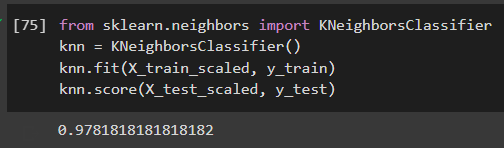 [75] from sklearn.neighbors import KNeighborsClassifier
knn = KNeighborsClassifier()
knn.fit(X_train_scaled, y_train)
knn.score(X_test_scaled, y_test)
0.9781818181818182